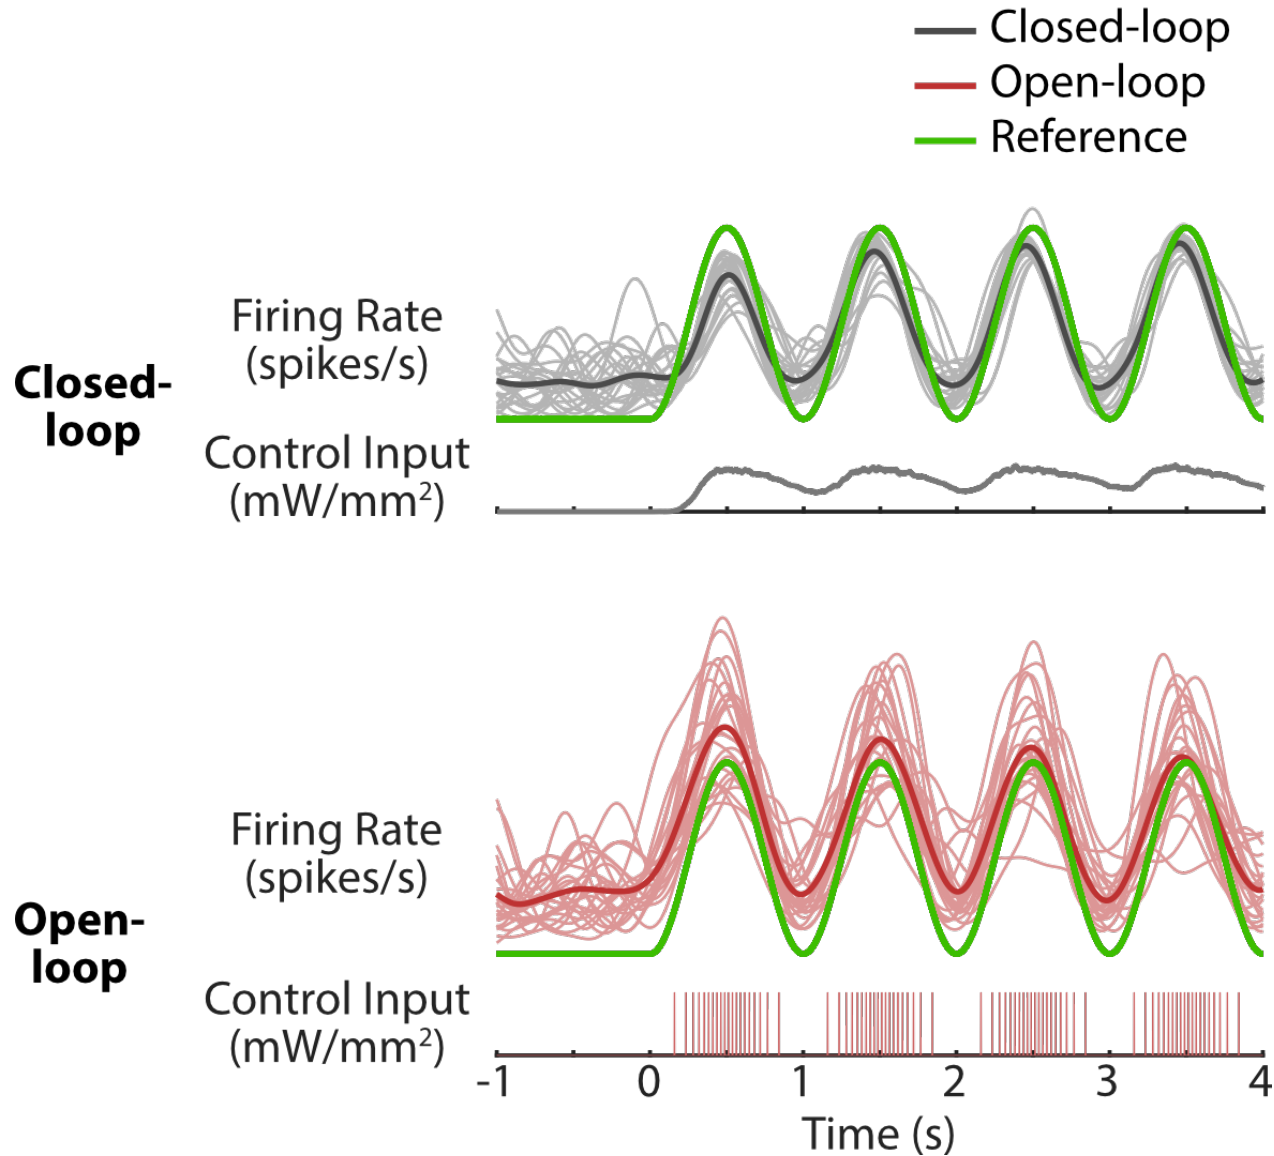 Closed-loop
Open-loop
Reference
Closed-
loop
Firing Rate
(spikes/s)
Control Input
(mW/mm²)
Open-
loop
Firing Rate
(spikes/s)
Control Input
(mW/mm²)
-1 0 1 2 3 4
Time (s)